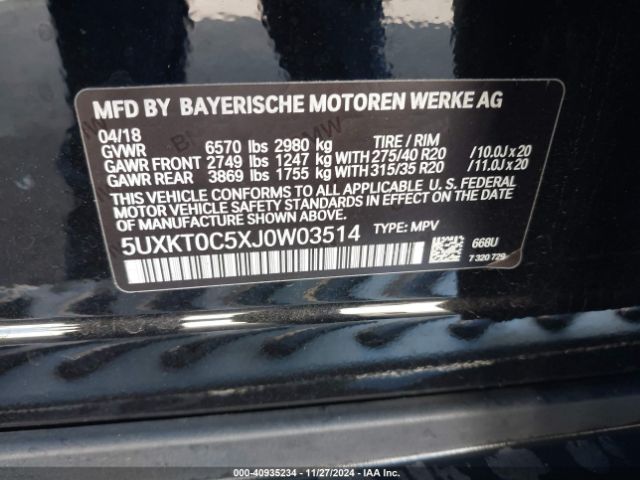 MFD BY BAYERISCHE MOTOREN WERKE AG
04/18
GVWR 6570 lbs 2980 kg TIRE / RIM
GAWR FRONT 2749 lbs 1247 kg WITH 275/40 R20 / 10.0J x 20
GAWR REAR 3869 lbs 1755 kg WITH 315/35 R20 / 11.0J x 20
THIS VEHICLE CONFORMS TO ALL APPLICABLE U. S. FEDERAL
MOTOR VEHICLE SAFETY STANDARDS IN EFFECT ON THE
DATE OF MANUFACTURE SHOWN ABOVE.
5UXKT0C5XJ0W03514 TYPE: MPV
668U
7 320 729
000-40935234 - 11/27/2024 - IAA Inc.